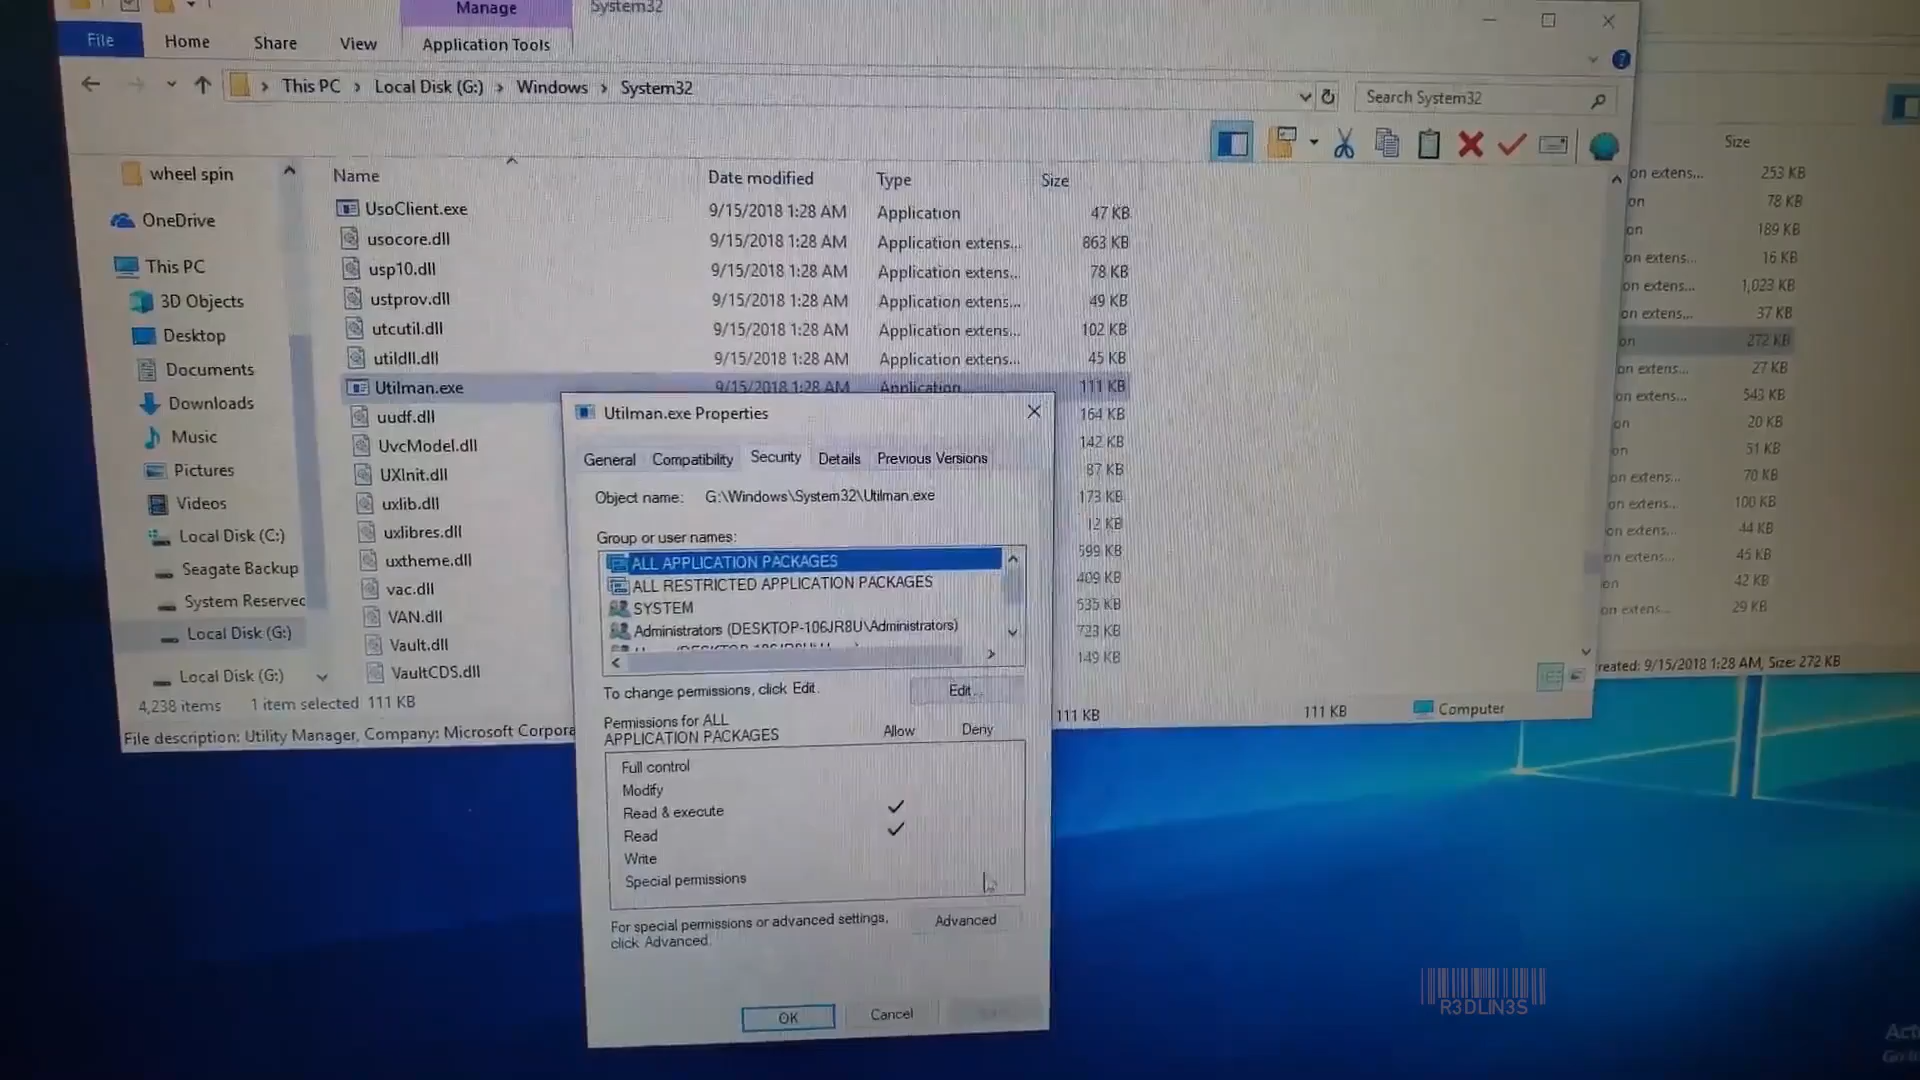 Manage
System32
File
Home
Share
View
Application Tools
This PC > Local Disk (G:) > Windows > System32
Search System32
Name
Date modified
Type
Size
wheel spin
OneDrive
This PC
3D Objects
Desktop
Documents
Downloads
Music
Pictures
Videos
Local Disk (C:)
Seagate Backup
System Reserved
Local Disk (G:)
Local Disk (G:)
UsoClient.exe 9/15/2018 1:28 AM Application 47 KB
usocore.dll 9/15/2018 1:28 AM Application extens... 863 KB
usp10.dll 9/15/2018 1:28 AM Application extens... 78 KB
ustprov.dll 9/15/2018 1:28 AM Application extens... 49 KB
utcutil.dll 9/15/2018 1:28 AM Application extens... 102 KB
utildll.dll 9/15/2018 1:28 AM Application extens... 45 KB
Utilman.exe 9/15/2018 1:28 AM Application 111 KB
uudf.dll 164 KB
UvcModel.dll 142 KB
UXInit.dll 87 KB
uxlib.dll 173 KB
uxlibres.dll 12 KB
uxtheme.dll 599 KB
vac.dll 409 KB
VAN.dll 535 KB
Vault.dll 723 KB
VaultCDS.dll 149 KB
4,238 items 1 item selected 111 KB
File description: Utility Manager, Company: Microsoft Corpora
111 KB
111 KB
Computer
Utilman.exe Properties
General
Compatibility
Security
Details
Previous Versions
Object name: G:\Windows\System32\Utilman.exe
Group or user names:
ALL APPLICATION PACKAGES
ALL RESTRICTED APPLICATION PACKAGES
SYSTEM
Administrators (DESKTOP-106JR8U\Administrators)
To change permissions, click Edit.
Edit...
Permissions for ALL
APPLICATION PACKAGES
Allow
Deny
Full control
Modify
Read & execute
Read
Write
Special permissions
For special permissions or advanced settings,
click Advanced.
Advanced
OK
Cancel
Size
on extens... 253 KB
on 78 KB
on 189 KB
on extens... 16 KB
on extens... 1,023 KB
on extens... 37 KB
on 272 KB
on extens... 27 KB
on extens... 543 KB
on 20 KB
on 51 KB
on extens... 70 KB
on extens... 100 KB
on extens... 44 KB
on extens... 45 KB
on 42 KB
on extens... 29 KB
reated: 9/15/2018 1:28 AM, Size: 272 KB
R3DLIN3S